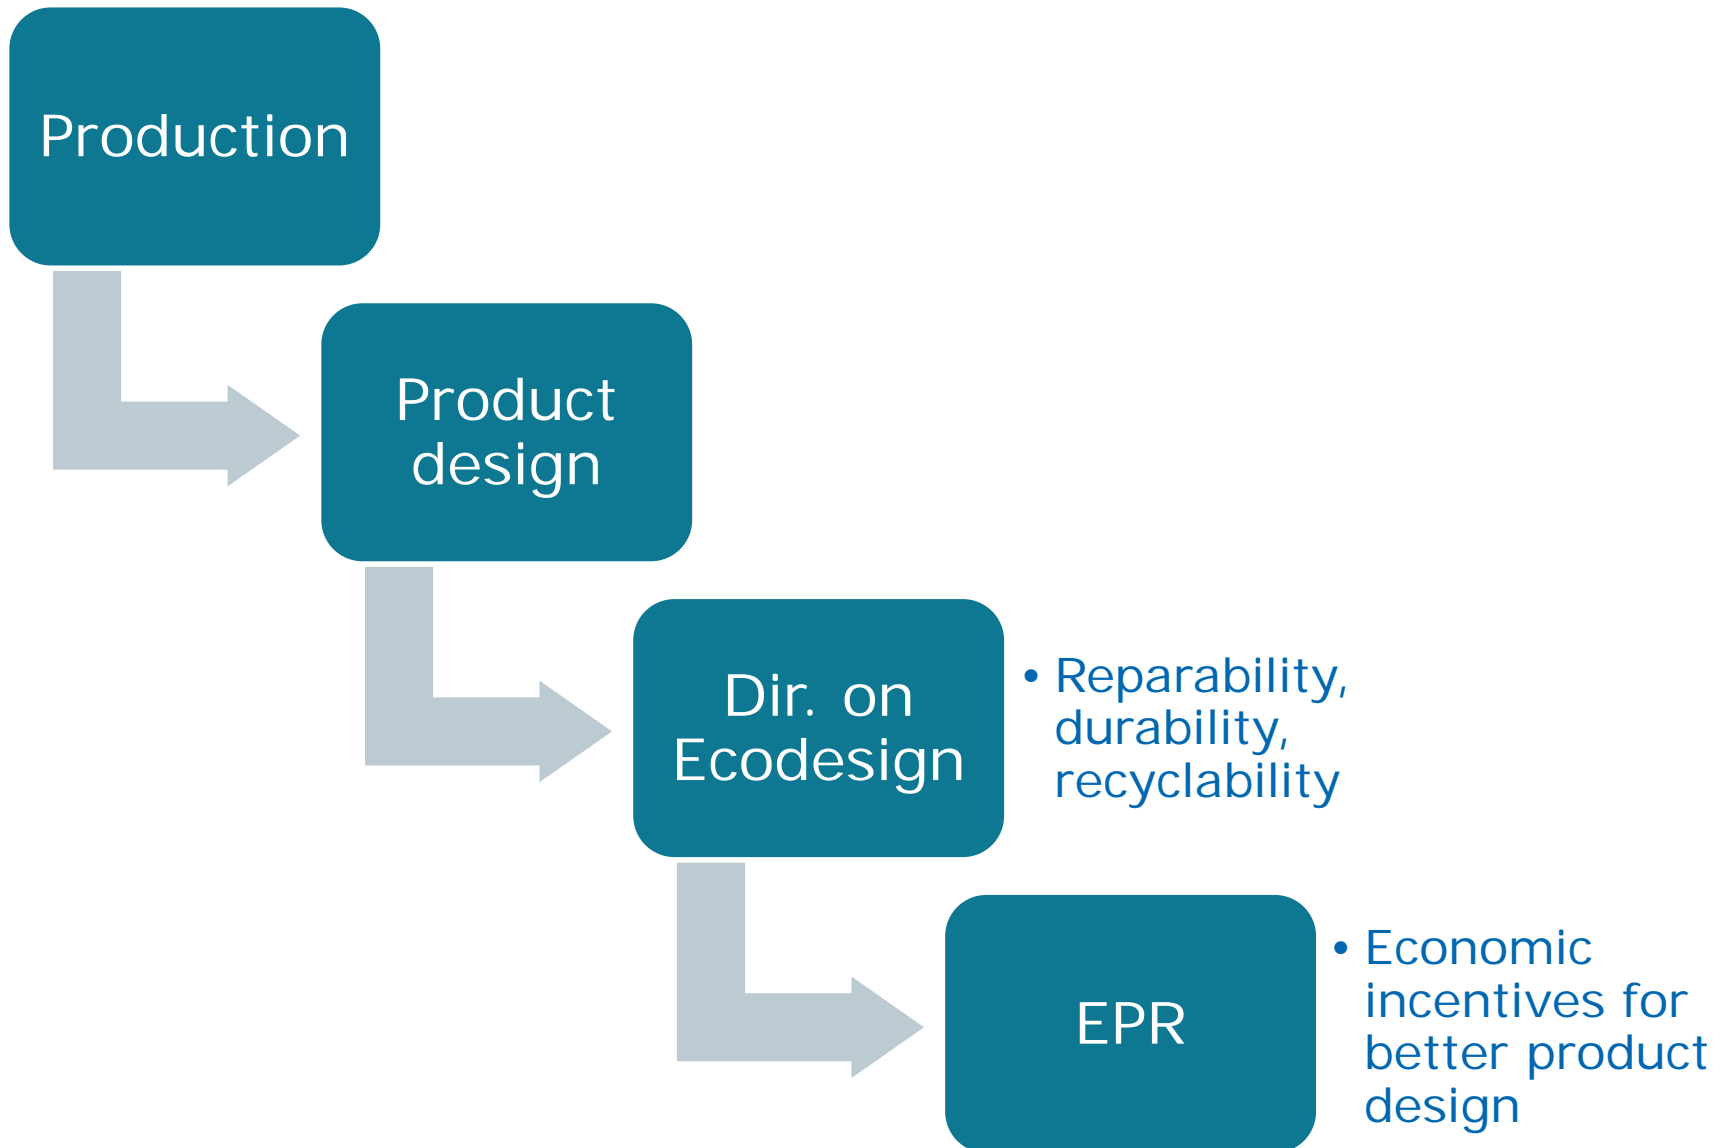 Production
Product
design
Dir. on
Ecodesign
• Reparability,
durability,
recyclability
EPR
• Economic
incentives for
better product
design